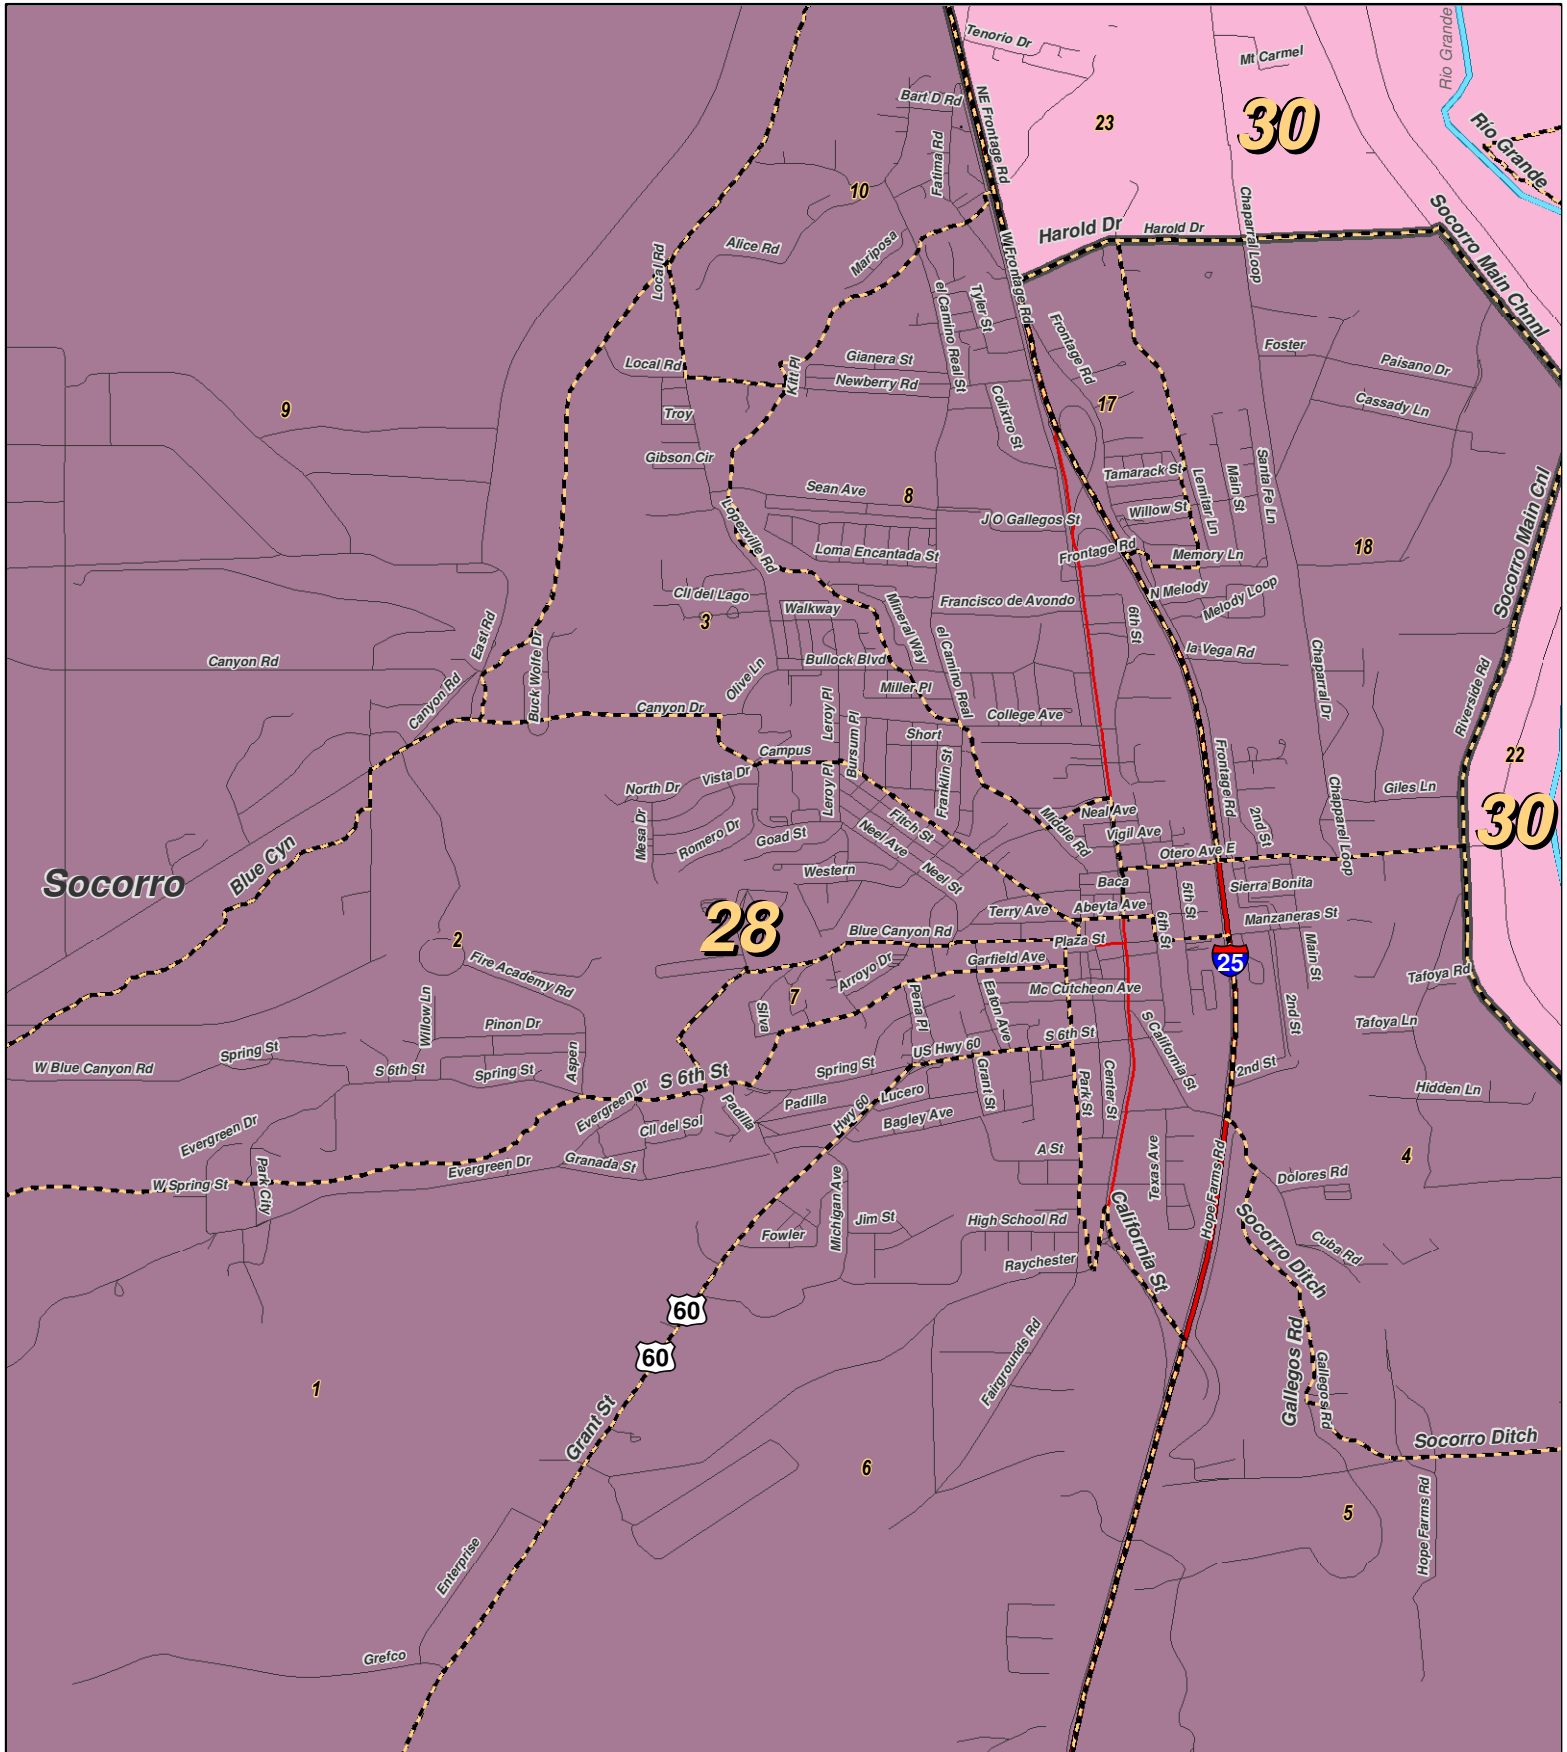 Tenorio Dr
Mt Carmel
Rio Grande
Bart D Rd
NE Frontage Rd
23
30
Rio Grande
Fatima Rd
10
Socorro Main Chnnl
Harold Dr
Harold Dr
Chaparral Loop
Alice Rd
Mariposa
W Frontage Rd
Local Rd
el Camino Real St
Tyler St
Frontage Rd
Foster
Paisano Dr
Local Rd
Kitt Pl
Gianera St
Newberry Rd
Colixtro St
17
Cassady Ln
9
Troy
Gibson Cir
Tamarack St
Lemitar Ln
Main St
Santa Fe Ln
Sean Ave
8
Lopezville Rd
J O Gallegos St
Willow St
Socorro Main Cnl
Loma Encantada St
Frontage Rd
Memory Ln
18
Cll del Lago
3
Walkway
Mineral Way
Francisco de Avondo
N Melody
Melody Loop
6th St
East Rd
Canyon Rd
Buck Wolfe Dr
Olive Ln
Bullock Blvd
el Camino Real
la Vega Rd
Chaparral Dr
Riverside Rd
Canyon Rd
Canyon Dr
Leroy Pl
Miller Pl
College Ave
Bursum Pl
Short
Campus
Franklin St
Frontage Rd
22
North Dr
Vista Dr
Leroy Pl
Giles Ln
30
Mesa Dr
Romero Dr
Goad St
Neel Ave
Fitch St
Middle Rd
Neal Ave
Vigil Ave
2nd St
Chapparel Loop
Otero Ave E
Socorro
Blue Cyn
Western
Neel St
Baca
Sierra Bonita
5th St
28
Terry Ave
Abeyta Ave
6th St
Manzaneras St
2
Blue Canyon Rd
Plaza St
25
Main St
Fire Academy Rd
Arroyo Dr
Garfield Ave
Tafoya Rd
7
Mc Cutcheon Ave
Willow Ln
Silva
Pena Pl
Eaton Ave
S California St
2nd St
Pinon Dr
Tafoya Ln
S 6th St
W Blue Canyon Rd
Spring St
S 6th St
Spring St
Aspen
S 6th St
Spring St
US Hwy 60
Grant St
Park St
Center St
2nd St
Hidden Ln
Evergreen Dr
Padilla
Padilla
Hwy 60
Lucero
Bagley Ave
Evergreen Dr
Cll del Sol
Evergreen Dr
Granada St
A St
Texas Ave
Hope Farms Rd
4
Dolores Rd
W Spring St
Park City
Michigan Ave
California St
Socorro Ditch
Fowler
Jim St
High School Rd
Cuba Rd
Raychester
60
60
Fairgrounds Rd
Gallegos Rd
Gallegos Rd
1
Grant St
Socorro Ditch
6
5
Hope Farms Rd
Enterprise
Grefco